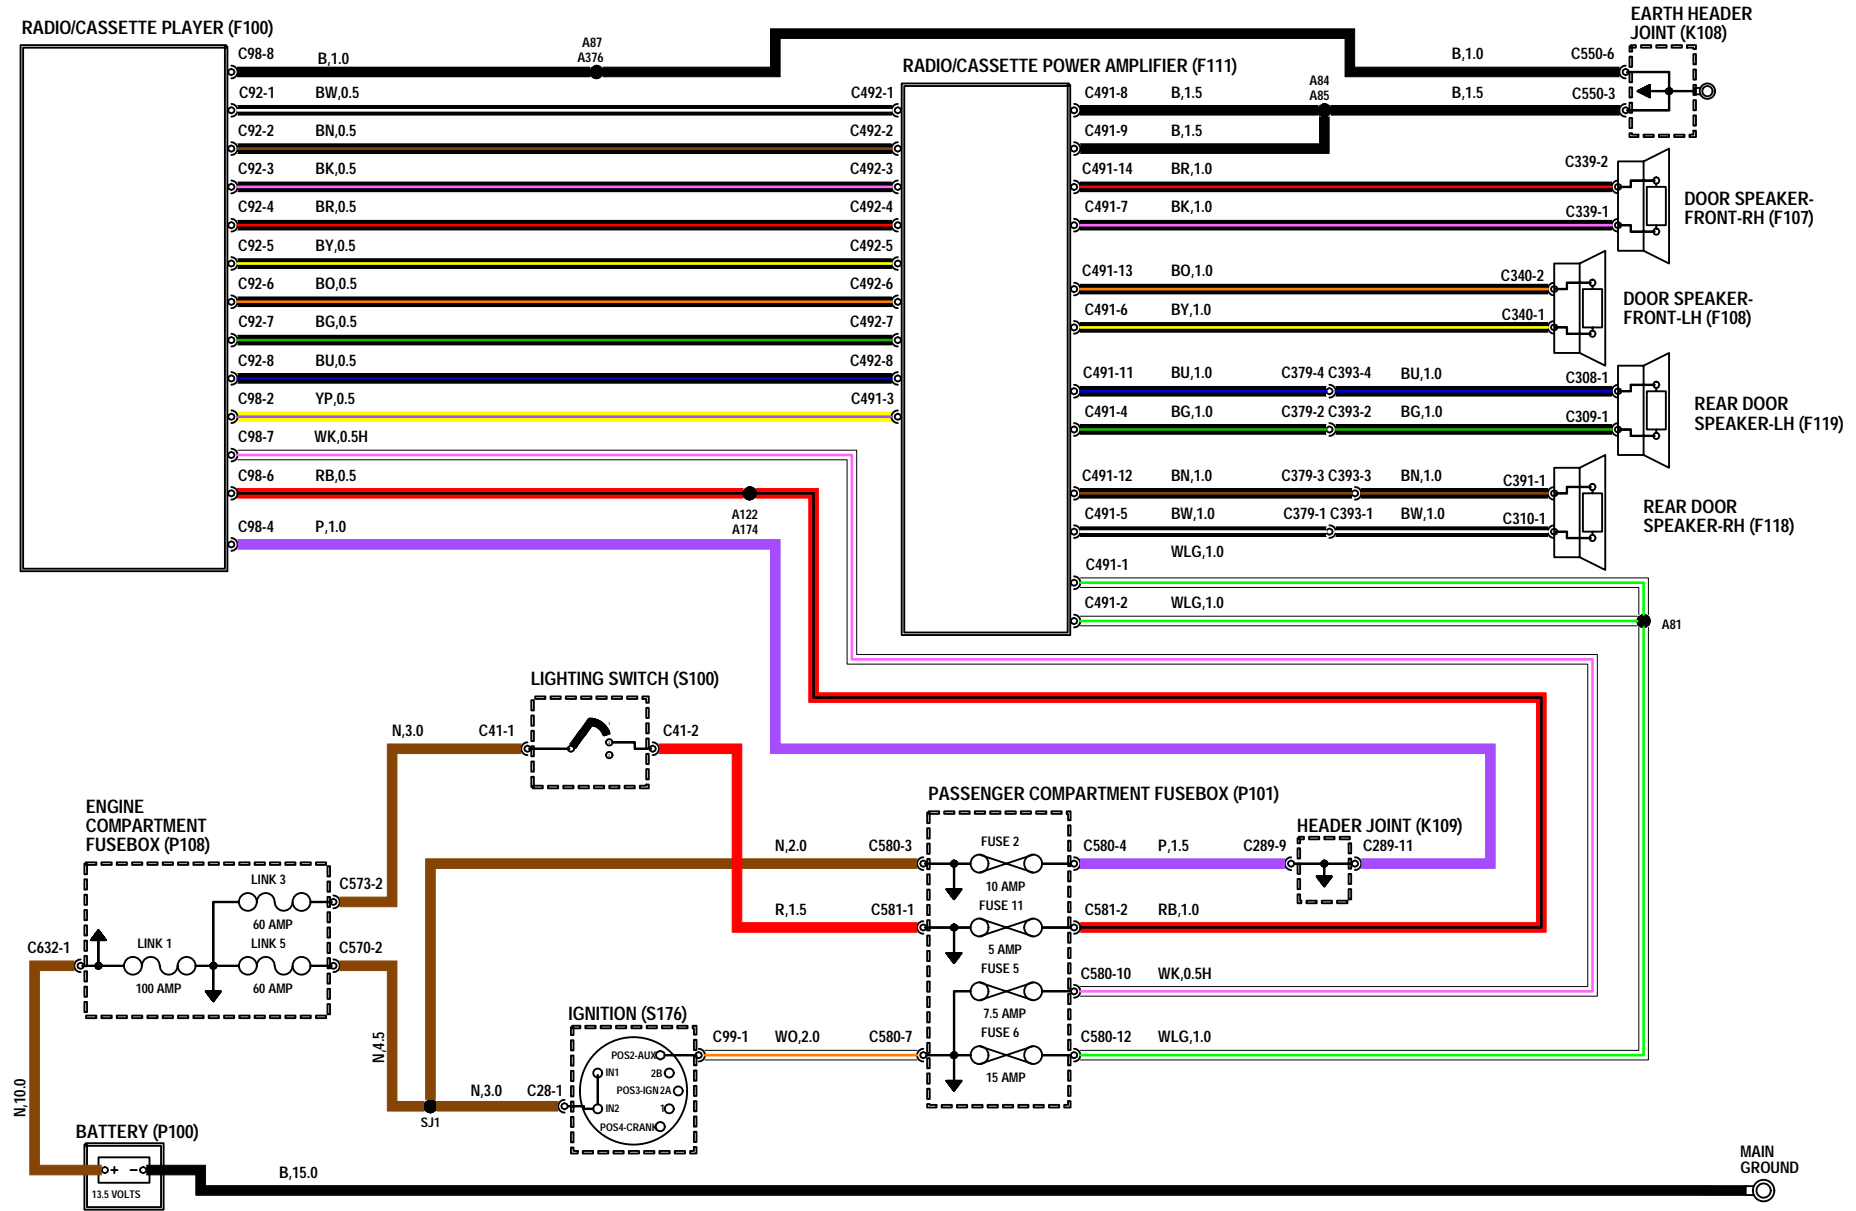 RADIO/CASSETTE PLAYER (F100)
EARTH HEADER
JOINT (K108)
C98-8
B,1.0
A87
A376
B,1.0
C550-6
RADIO/CASSETTE POWER AMPLIFIER (F111)
C92-1
BW,0.5
C492-1
C491-8
B,1.5
A84
A85
B,1.5
C550-3
C92-2
BN,0.5
C492-2
C491-9
B,1.5
C92-3
BK,0.5
C492-3
C491-14
BR,1.0
C339-2
C92-4
BR,0.5
C492-4
C491-7
BK,1.0
C339-1
DOOR SPEAKER-
FRONT-RH (F107)
C92-5
BY,0.5
C492-5
C491-13
BO,1.0
C340-2
C92-6
BO,0.5
C492-6
C491-6
BY,1.0
C340-1
DOOR SPEAKER-
FRONT-LH (F108)
C92-7
BG,0.5
C492-7
C92-8
BU,0.5
C492-8
C491-11
BU,1.0
C379-4 C393-4
BU,1.0
C308-1
C98-2
YP,0.5
C491-3
C491-4
BG,1.0
C379-2 C393-2
BG,1.0
C309-1
REAR DOOR
SPEAKER-LH (F119)
C98-7
WK,0.5H
C98-6
RB,0.5
C491-12
BN,1.0
C379-3 C393-3
BN,1.0
C391-1
A122
A174
C98-4
P,1.0
C491-5
BW,1.0
C379-1 C393-1
BW,1.0
C310-1
REAR DOOR
SPEAKER-RH (F118)
WLG,1.0
C491-1
C491-2
WLG,1.0
A81
LIGHTING SWITCH (S100)
N,3.0
C41-1
1
C41-2
ENGINE
COMPARTMENT
FUSEBOX (P108)
PASSENGER COMPARTMENT FUSEBOX (P101)
HEADER JOINT (K109)
N,2.0
C580-3
FUSE 2
10 AMP
C580-4
P,1.5
C289-9
C289-11
LINK 3
60 AMP
C573-2
R,1.5
C581-1
FUSE 11
5 AMP
C581-2
RB,1.0
C632-1
LINK 1
100 AMP
LINK 5
60 AMP
C570-2
FUSE 5
7.5 AMP
C580-10
WK,0.5H
IGNITION (S176)
C99-1
WO,2.0
C580-7
FUSE 6
15 AMP
C580-12
WLG,1.0
N,4.5
POS2-AUX
IN1
2B
POS3-IGN 2A
IN2
1
POS4-CRANK
N,10.0
N,3.0
C28-1
SJ1
BATTERY (P100)
+ −
13.5 VOLTS
B,15.0
MAIN
GROUND